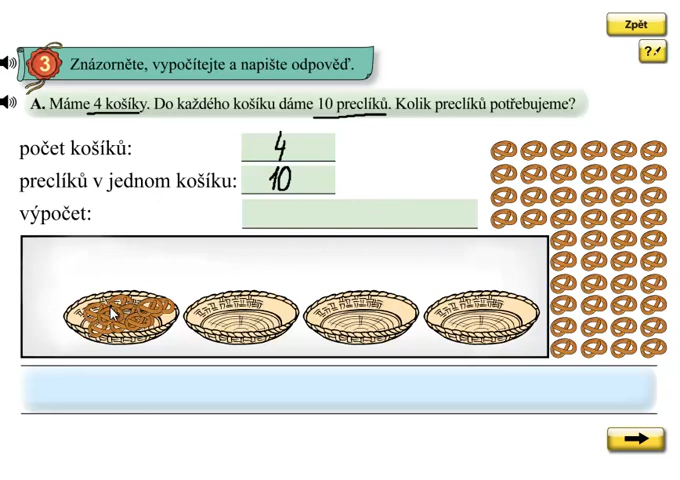 Zpět
?
3 Znázorněte, vypočítejte a napište odpověď.
A. Máme 4 košíky. Do každého košíku dáme 10 preclíků. Kolik preclíků potřebujeme?
počet košíků: 4
preclíků v jednom košíku: 10
výpočet: